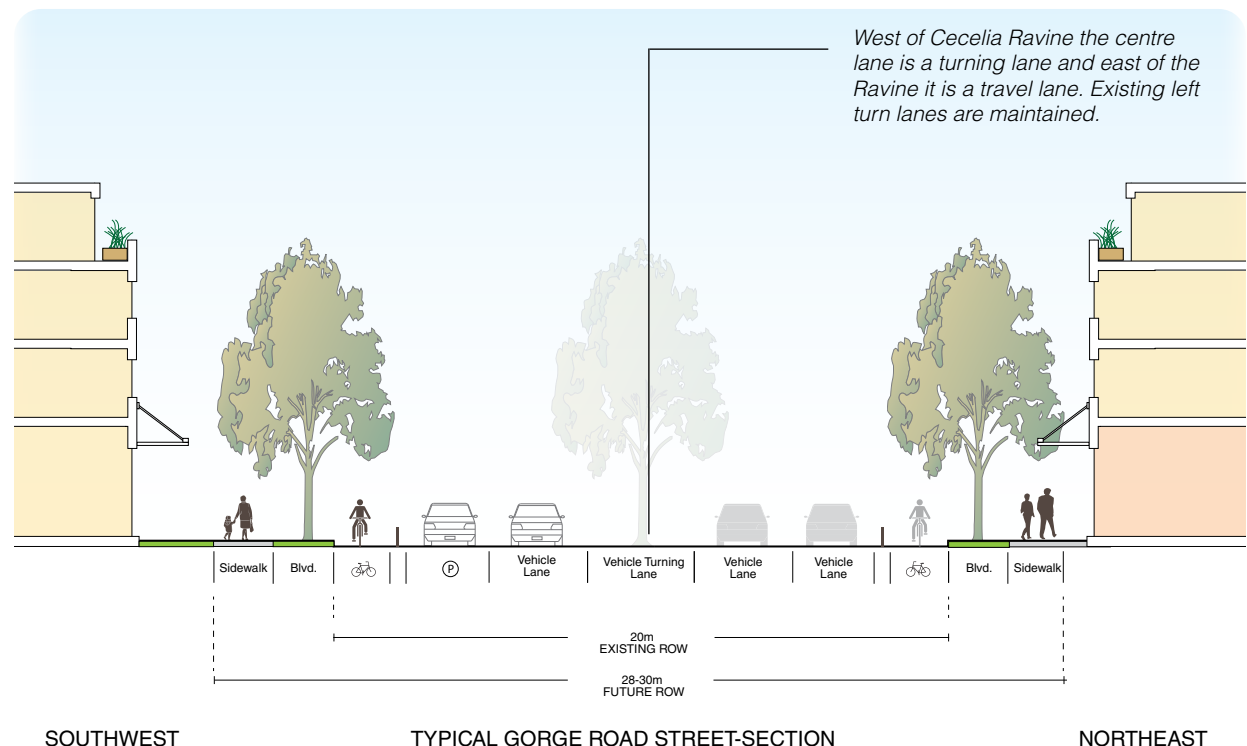 West of Cecelia Ravine the centre
lane is a turning lane and east of the
Ravine it is a travel lane. Existing left
turn lanes are maintained.
Sidewalk
Blvd.
P
Vehicle
Lane
Vehicle Turning
Lane
Vehicle
Lane
Vehicle
Lane
Blvd.
Sidewalk
20m
EXISTING ROW
28-30m
FUTURE ROW
SOUTHWEST
TYPICAL GORGE ROAD STREET-SECTION
NORTHEAST